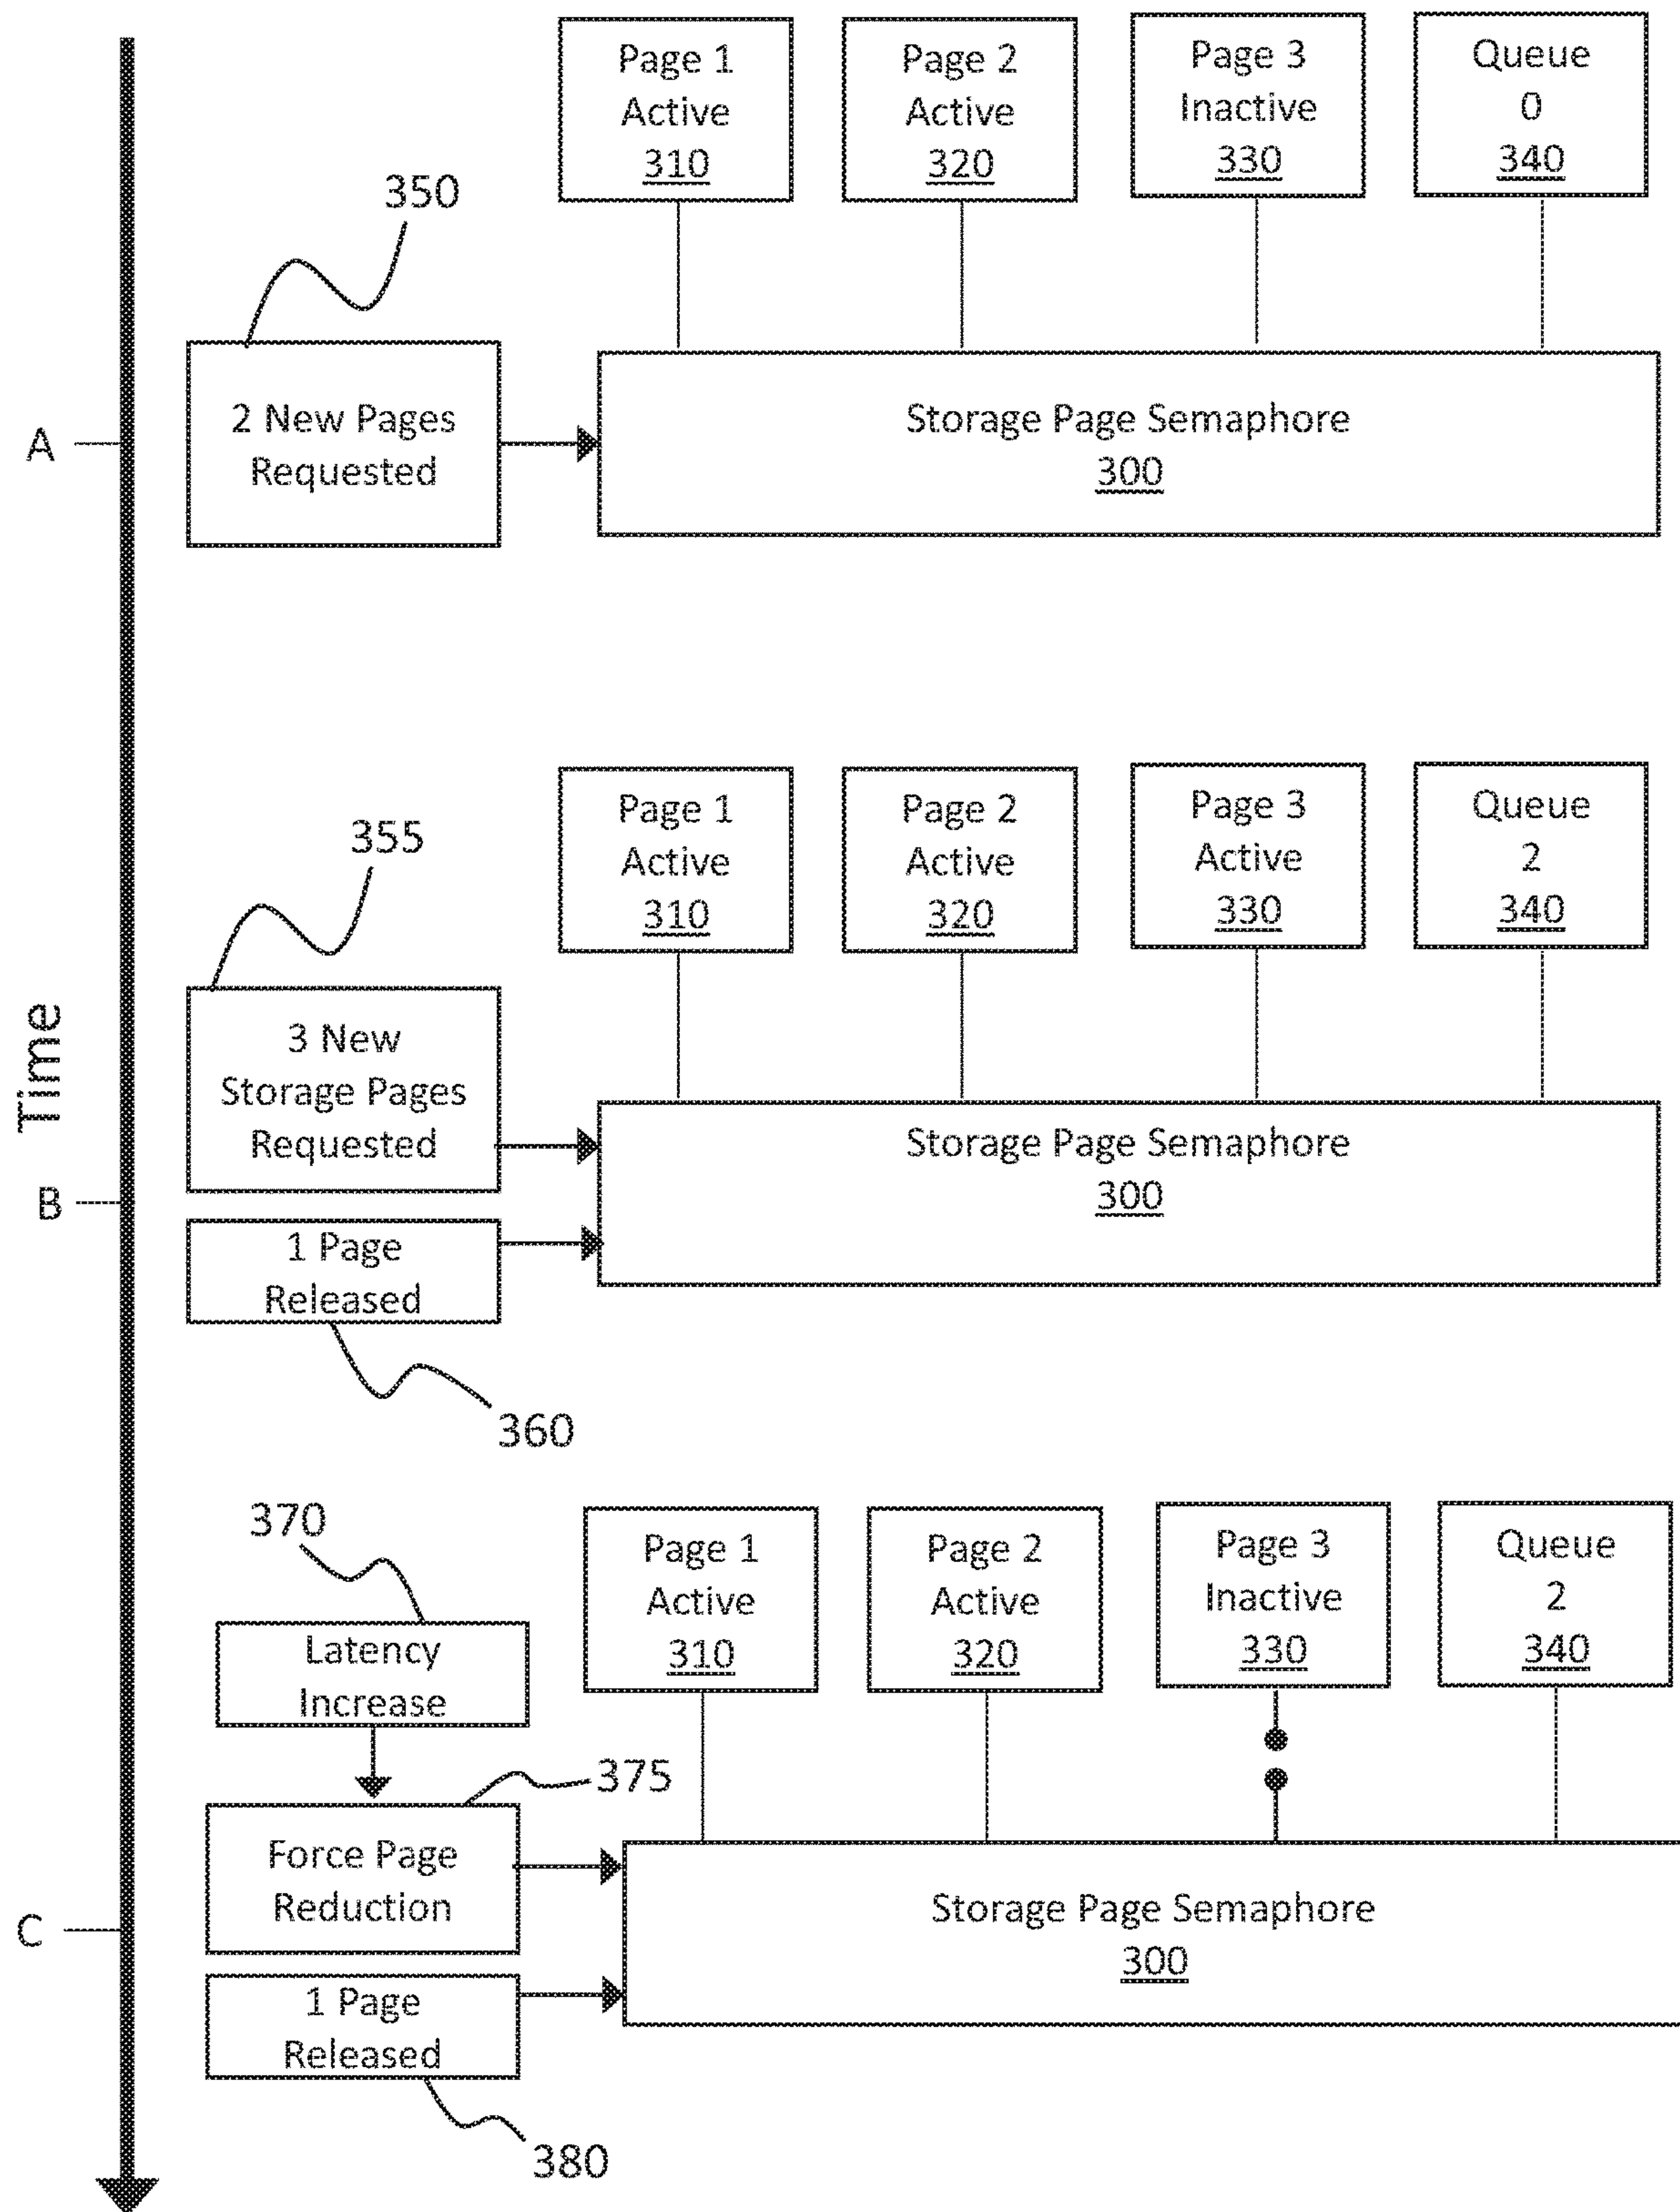 Page 1
Active
310
Page 2
Active
320
Page 3
Inactive
330
Queue
0
340
350
2 New Pages
Requested
Storage Page Semaphore
300
A
Page 1
Active
310
Page 2
Active
320
Page 3
Active
330
Queue
2
340
355
3 New
Storage Pages
Requested
Storage Page Semaphore
300
Time
B
1 Page
Released
360
370
Page 1
Active
310
Page 2
Active
320
Page 3
Inactive
330
Queue
2
340
Latency
Increase
375
Force Page
Reduction
Storage Page Semaphore
300
C
1 Page
Released
380